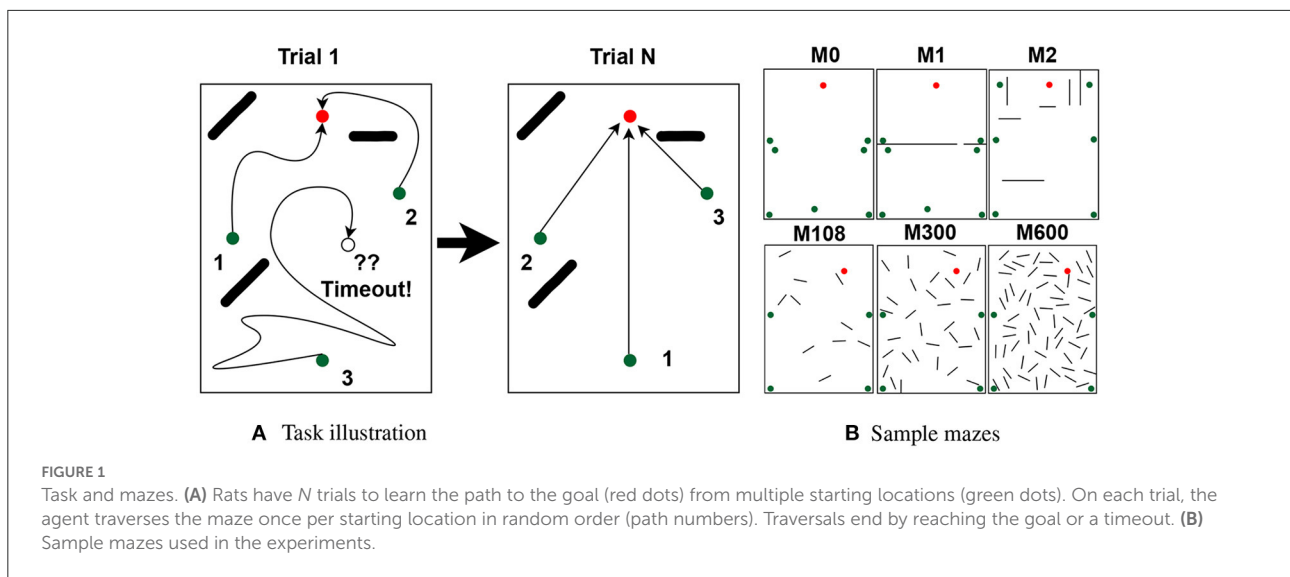 Trial 1
Trial N
M0
M1
M2
1
2
??
Timeout!
3
2
3
1
M108
M300
M600
A Task illustration
B Sample mazes
FIGURE 1
Task and mazes. (A) Rats have N trials to learn the path to the goal (red dots) from multiple starting locations (green dots). On each trial, the
agent traverses the maze once per starting location in random order (path numbers). Traversals end by reaching the goal or a timeout. (B)
Sample mazes used in the experiments.